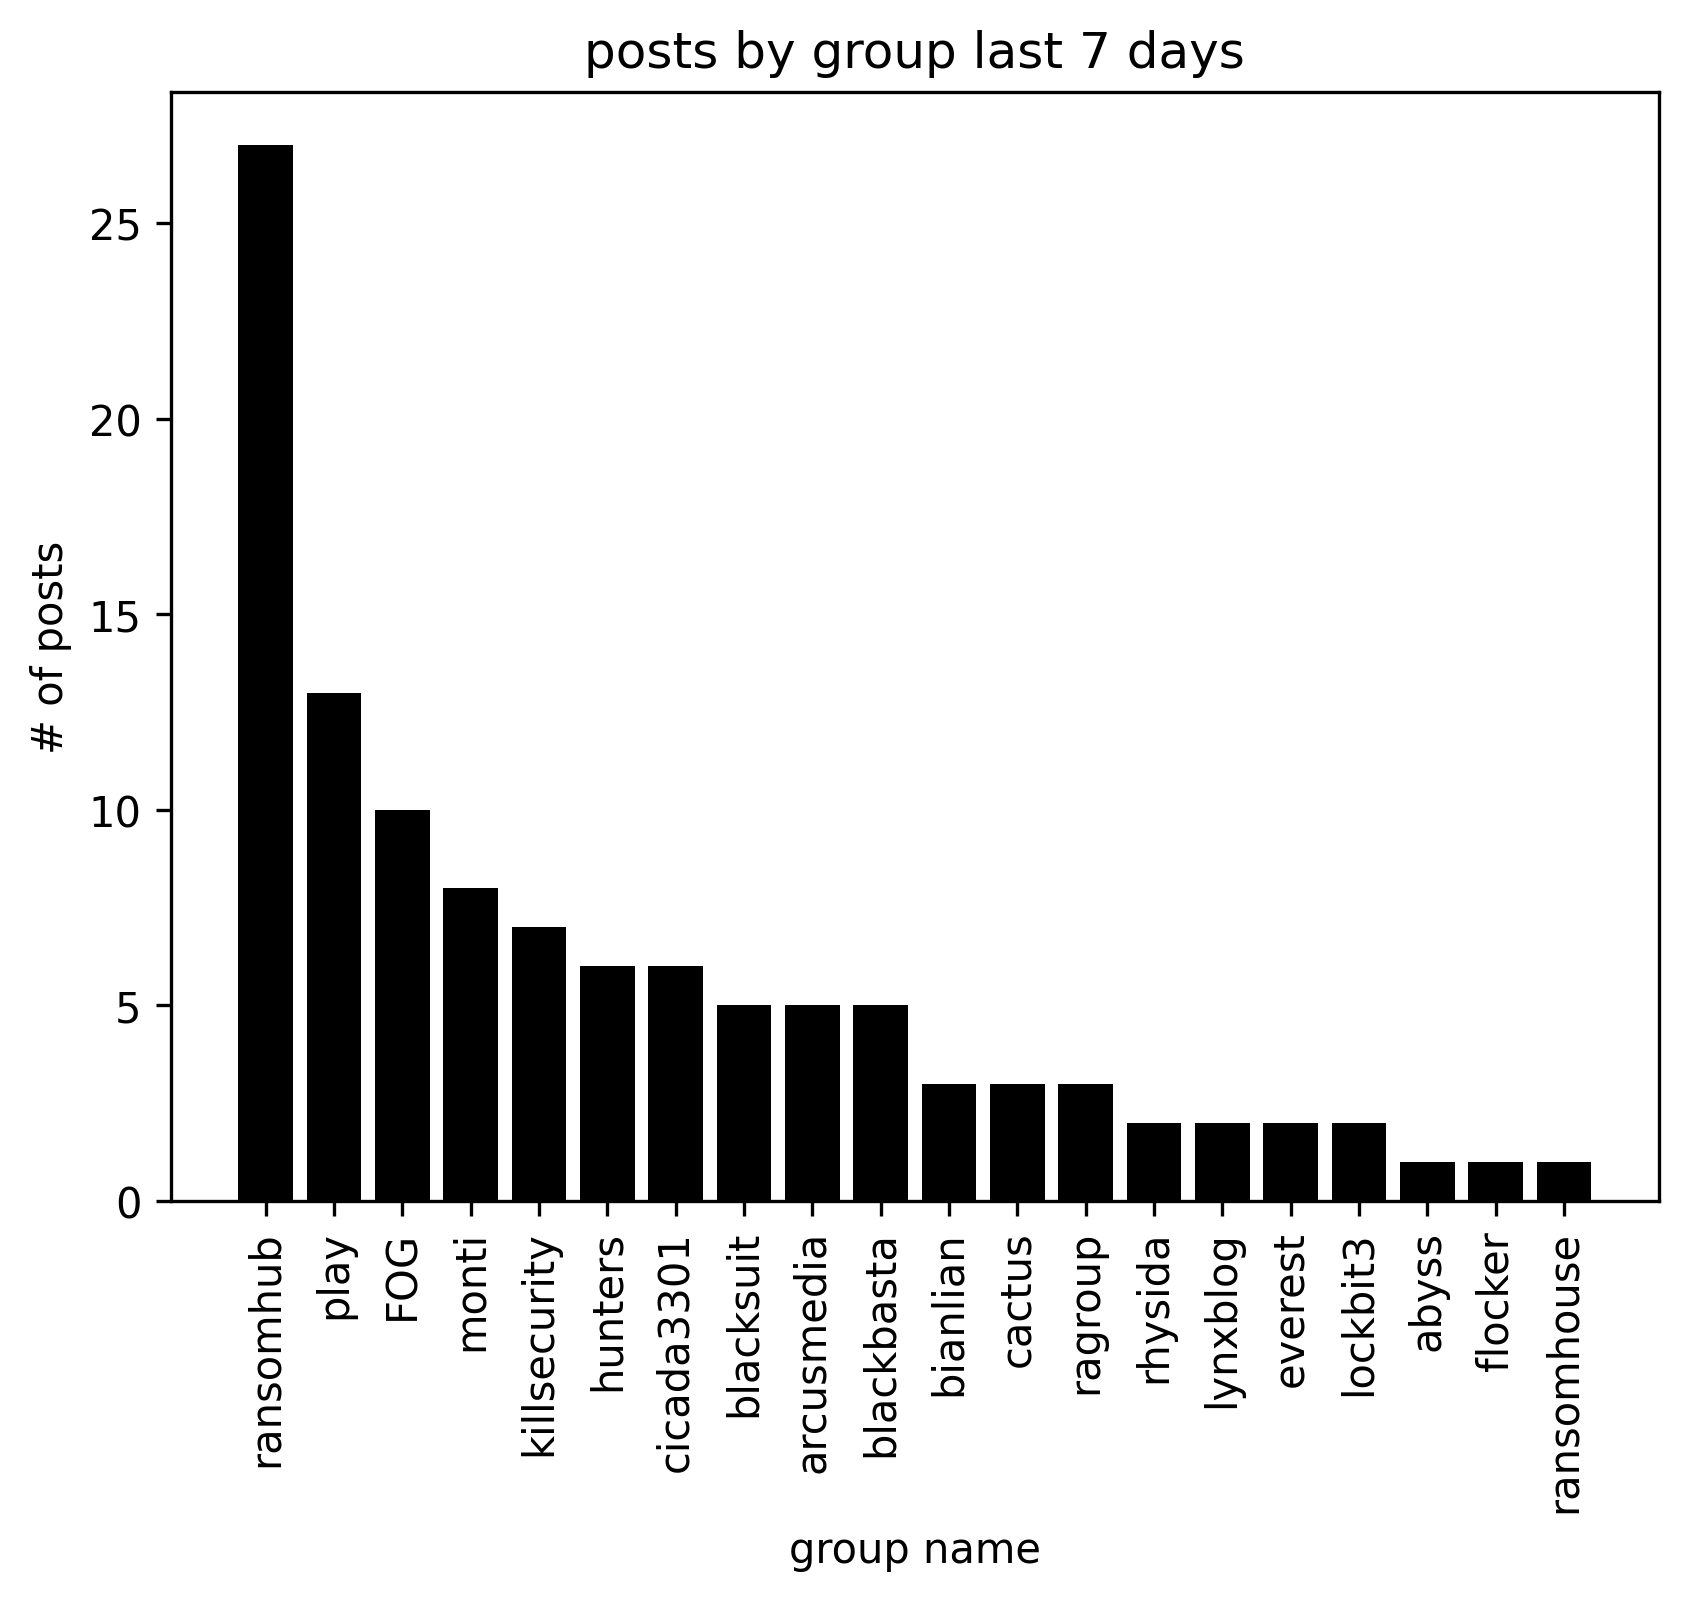 posts by group last 7 days
# of posts
25
20
15
10
5
0
ransomhub
play
FOG
monti
killsecurity
hunters
cicada3301
blacksuit
arcusmedia
blackbasta
bianlian
cactus
ragroup
rhysida
lynxblog
everest
lockbit3
abyss
flocker
ransomhouse
group name